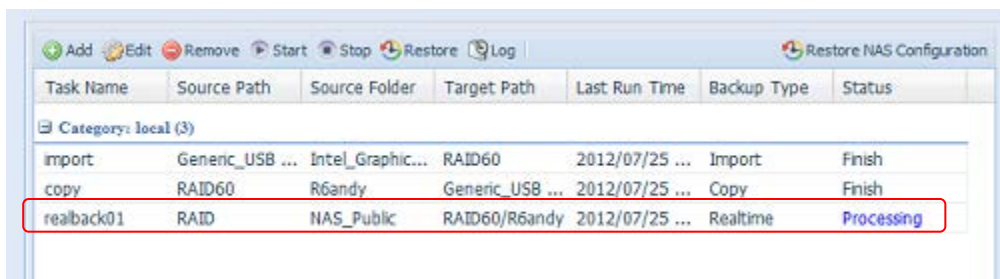 Add Edit Remove Start Stop Restore Log Restore NAS Configuration
Task Name Source Path Source Folder Target Path Last Run Time Backup Type Status
Category: local (3)
import Generic_USB ... Intel_Graphic... RAID60 2012/07/25 ... Import Finish
copy RAID60 R6andy Generic_USB ... 2012/07/25 ... Copy Finish
realback01 RAID NAS_Public RAID60/R6andy 2012/07/25 ... Realtime Processing